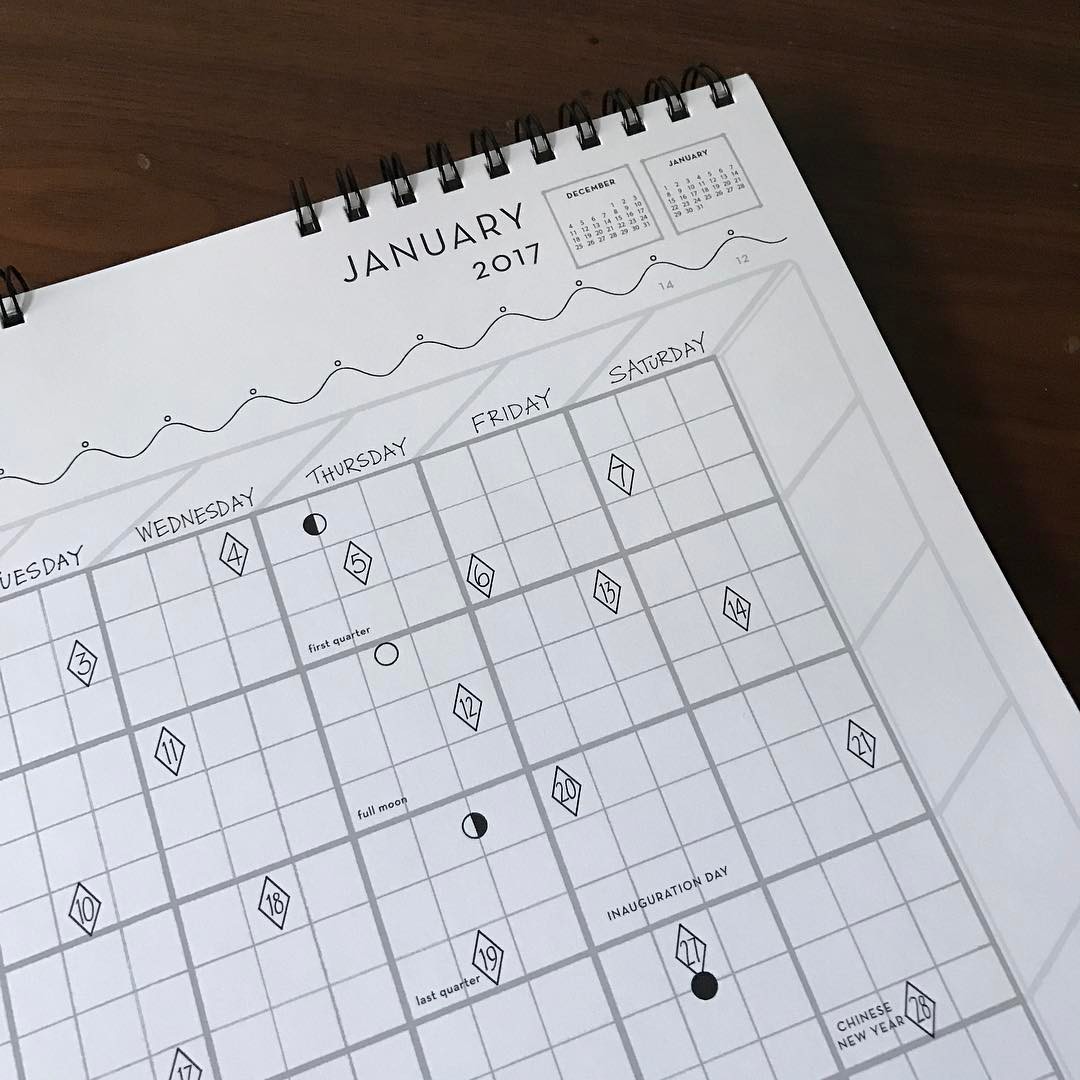 JANUARY
2017
DECEMBER
1 2 3
4 5 6 7 8 9 10
11 12 13 14 15 16 17
18 19 20 21 22 23 24
25 26 27 28 29 30 31
JANUARY
1 2 3 4 5 6 7
8 9 10 11 12 13 14
15 16 17 18 19 20 21
22 23 24 25 26 27 28
29 30 31
14
12
UESDAY
WEDNESDAY
THURSDAY
FRIDAY
SATURDAY
3
4
5
first quarter
6
7
10
11
12
full moon
13
14
17
18
19
last quarter
20
INAUGURATION DAY
21
27
28
CHINESE
NEW YEAR